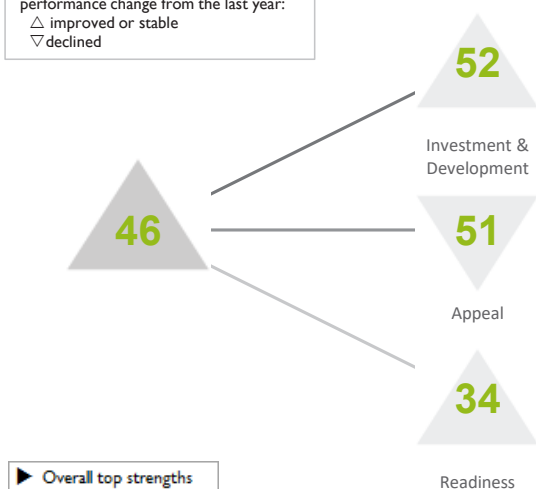 performance change from the last year:
△ improved or stable
▽ declined
52
Investment &
Development
46
51
Appeal
34
Readiness
► Overall top strengths